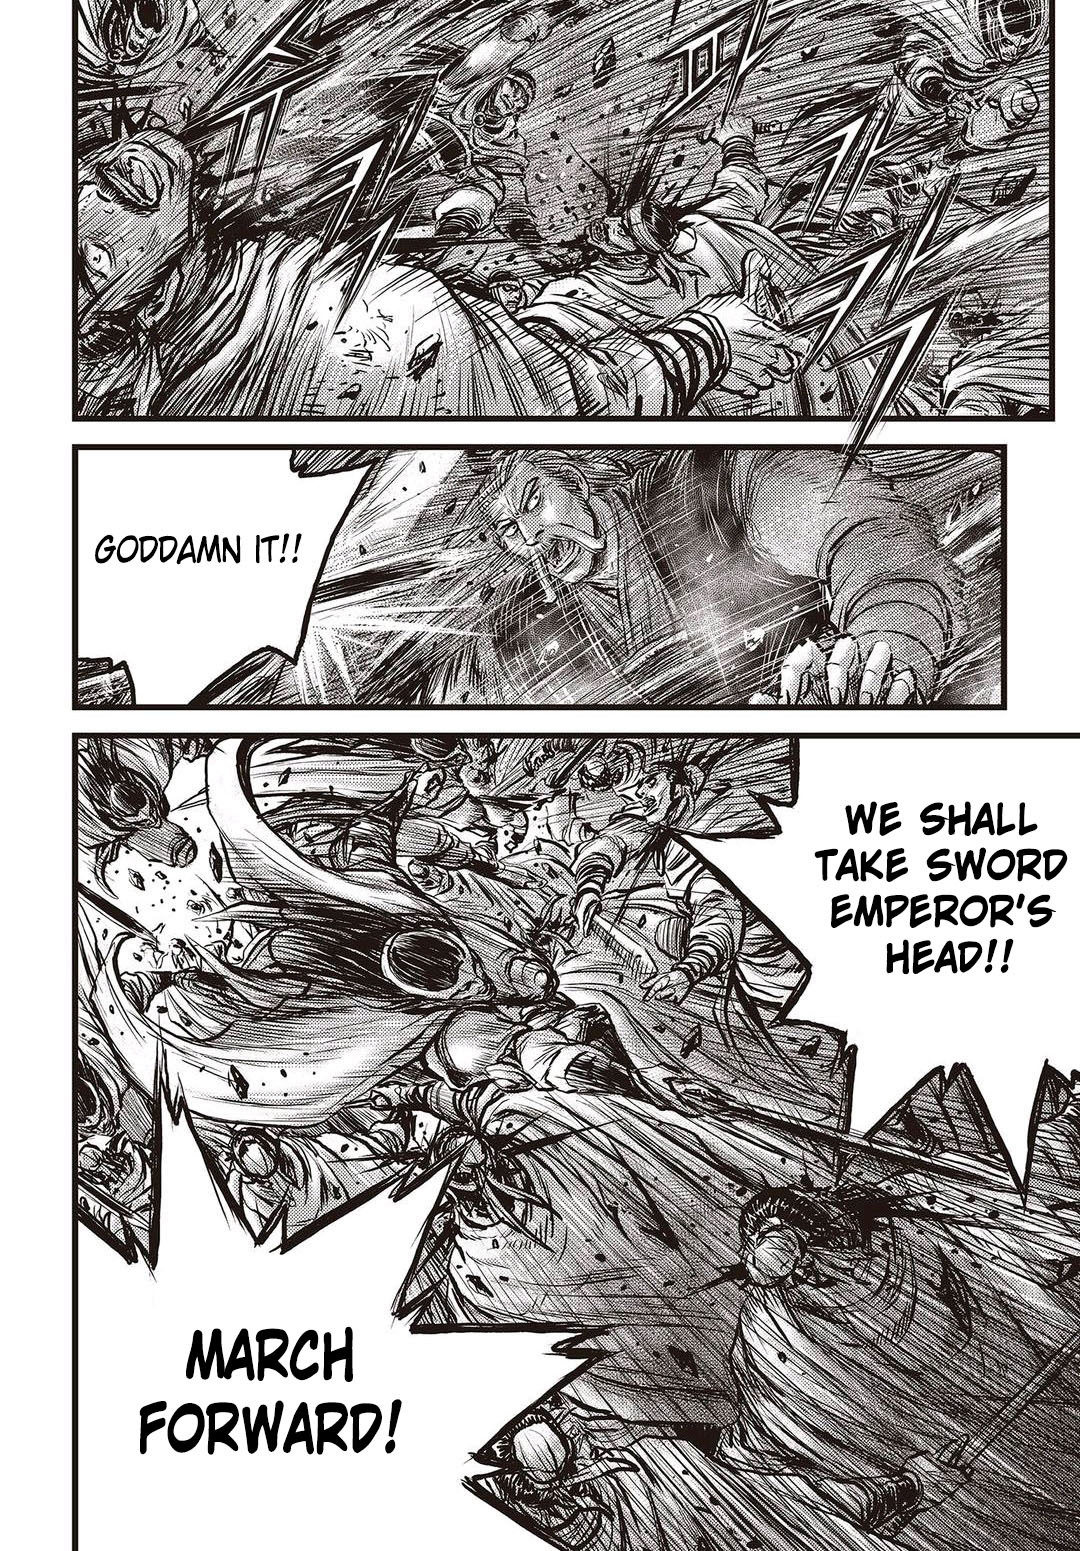 GODDAMN IT!!
WE SHALL
TAKE SWORD
EMPEROR'S
HEAD!!
MARCH
FORWARD!